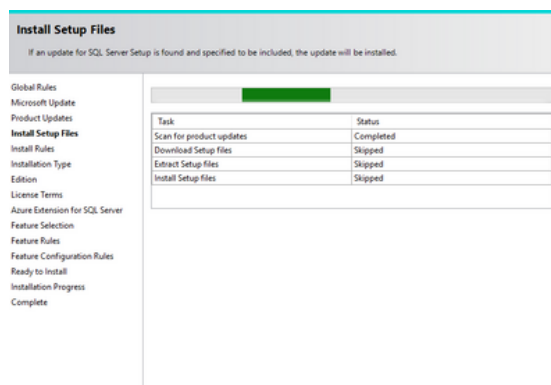 Install Setup Files
If an update for SQL Server Setup is found and specified to be included, the update will be installed.
Global Rules
Microsoft Update
Product Updates
Install Setup Files
Install Rules
Installation Type
Edition
License Terms
Azure Extension for SQL Server
Feature Selection
Feature Rules
Feature Configuration Rules
Ready to Install
Installation Progress
Complete
Task Status
Scan for product updates Completed
Download Setup files Skipped
Extract Setup files Skipped
Install Setup files Skipped